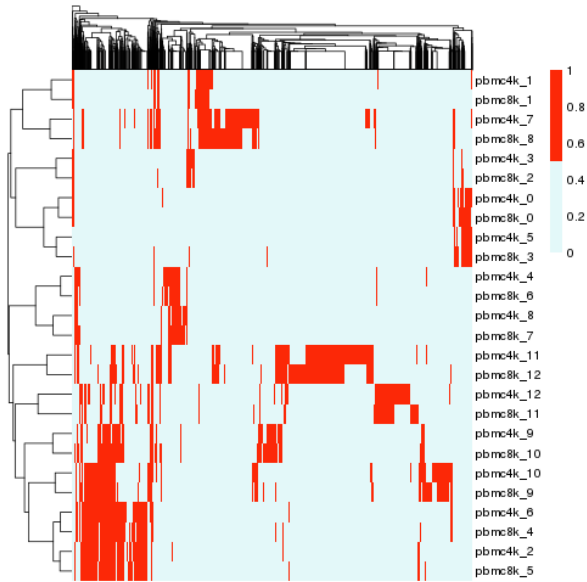 pbmc4k_1
pbmc8k_1
pbmc4k_7
pbmc8k_8
pbmc4k_3
pbmc8k_2
pbmc4k_0
pbmc8k_0
pbmc4k_5
pbmc8k_3
pbmc4k_4
pbmc8k_6
pbmc4k_8
pbmc8k_7
pbmc4k_11
pbmc8k_12
pbmc4k_12
pbmc8k_11
pbmc4k_9
pbmc8k_10
pbmc4k_10
pbmc8k_9
pbmc4k_6
pbmc8k_4
pbmc4k_2
pbmc8k_5
1
0.8
0.6
0.4
0.2
0